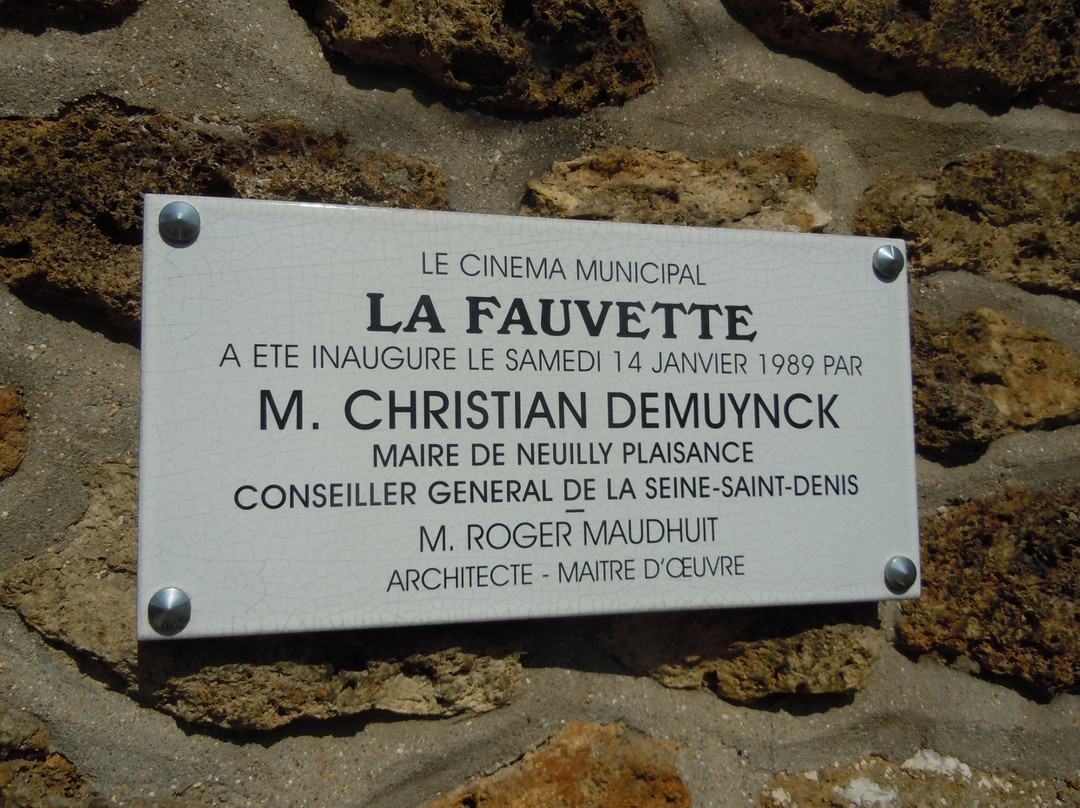 LE CINEMA MUNICIPAL
LA FAUVETTE
A ETE INAUGURE LE SAMEDI 14 JANVIER 1989 PAR
M. CHRISTIAN DEMUYNCK
MAIRE DE NEUILLY PLAISANCE
CONSEILLER GENERAL DE LA SEINE-SAINT-DENIS
—
M. ROGER MAUDHUIT
ARCHITECTE - MAITRE D'ŒUVRE